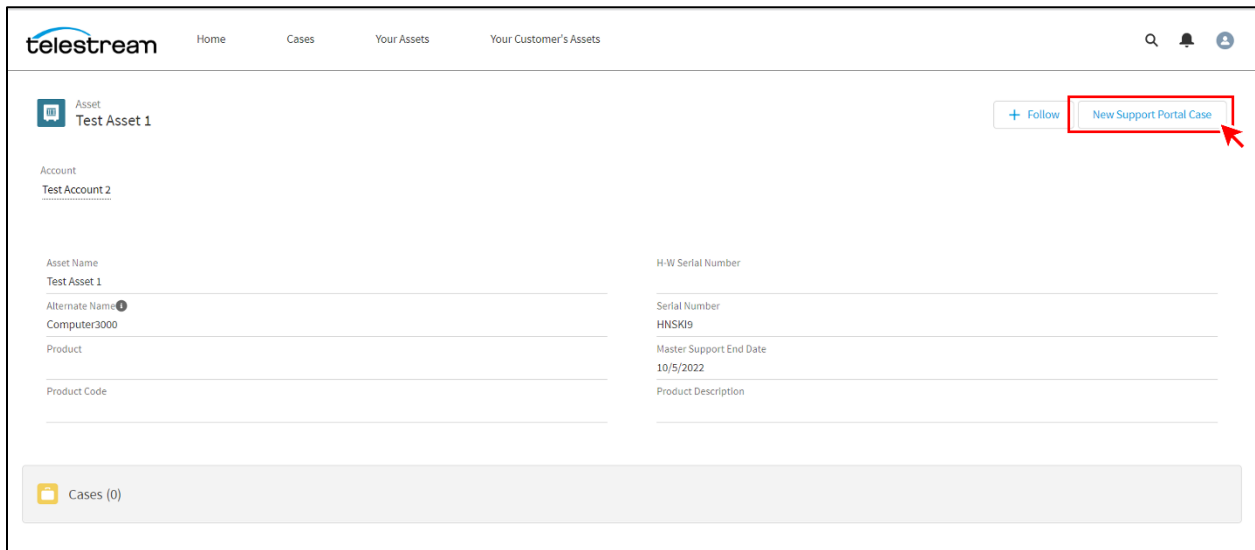 telestream Home Cases Your Assets Your Customer's Assets
Asset
Test Asset 1
+ Follow New Support Portal Case
Account
Test Account 2
Asset Name H-W Serial Number
Test Asset 1
Alternate Name Serial Number
Computer3000 HNSKI9
Product Master Support End Date
10/5/2022
Product Code Product Description
Cases (0)